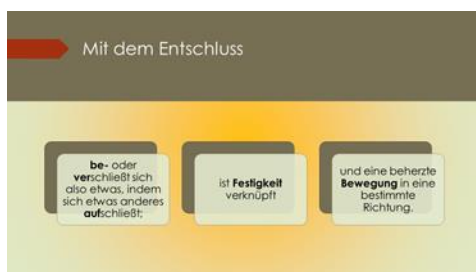 Mit dem Entschluss
be- oder
verschließt sich
also etwas, indem
sich etwas anderes
aufschließt;
ist Festigkeit
verknüpft
und eine beherzte
Bewegung in eine
bestimmte
Richtung.